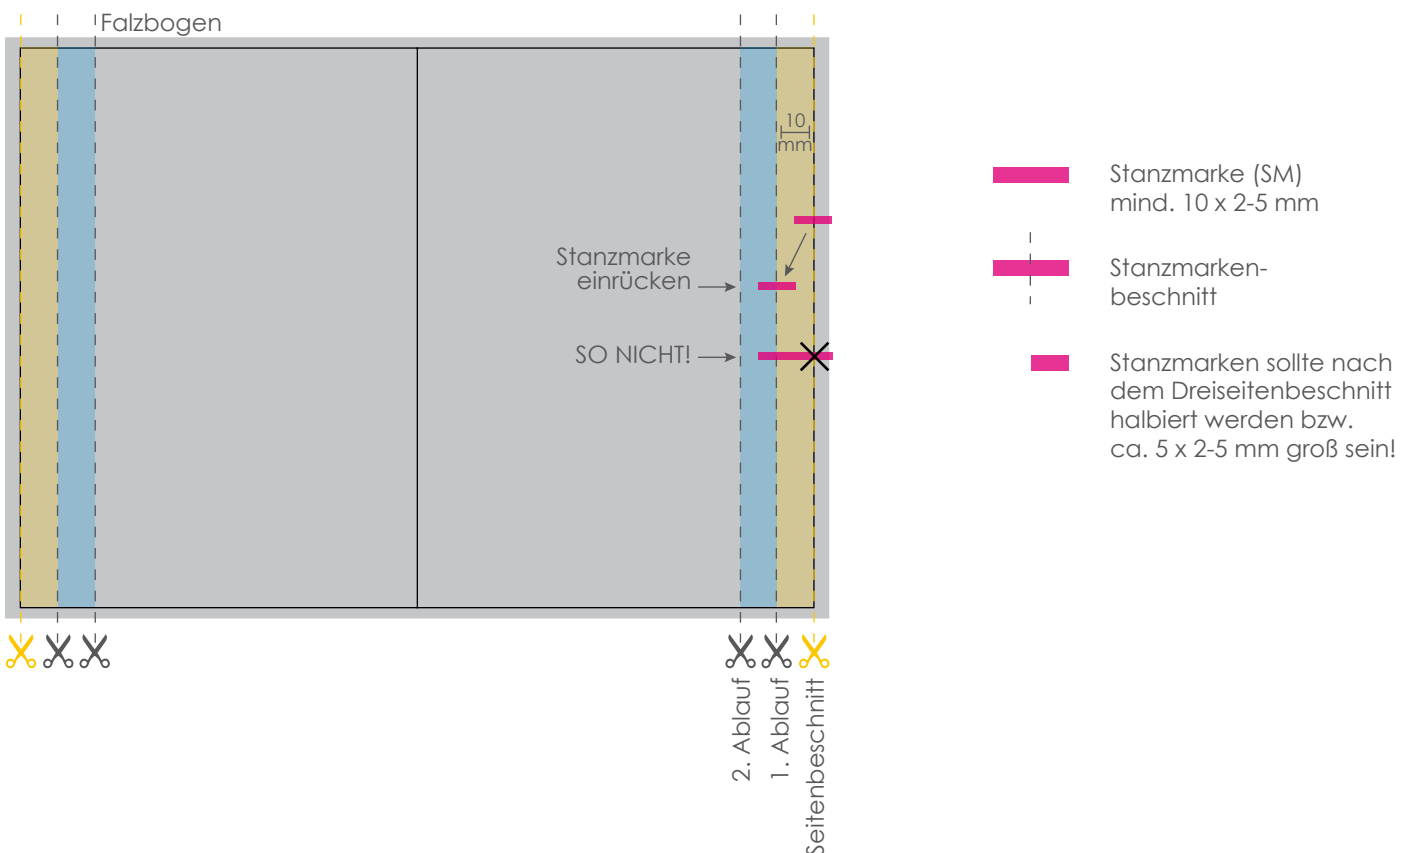 Falzbogen
10
mm
Stanzmarke
einrücken
SO NICHT!
2. Ablauf
1. Ablauf
Seitenbeschnitt
Stanzmarke (SM)
mind. 10 x 2-5 mm
Stanzmarken-
beschnitt
Stanzmarken sollte nach
dem Dreiseitenbeschnitt
halbiert werden bzw.
ca. 5 x 2-5 mm groß sein!